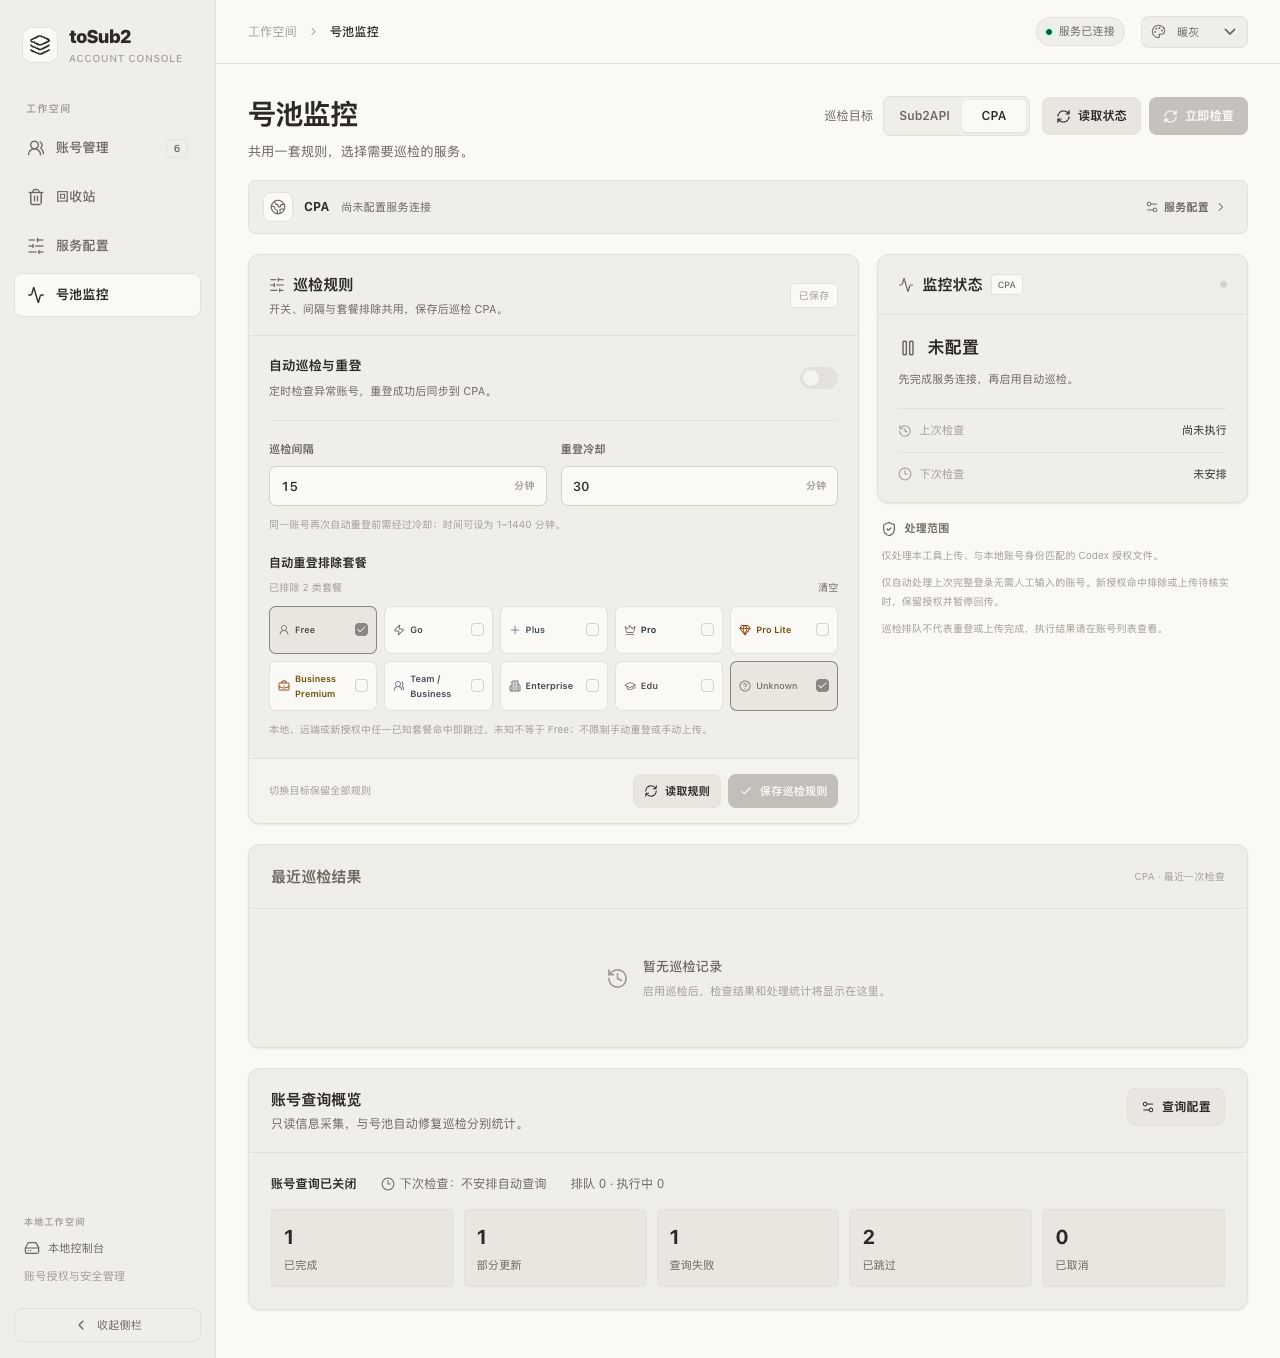 toSub2
ACCOUNT CONSOLE
工作空间
账号管理
6
回收站
服务配置
号池监控
本地工作空间
本地控制台
账号授权与安全管理
收起侧栏
工作空间
号池监控
服务已连接
暖灰
号池监控
共用一套规则，选择需要巡检的服务。
巡检目标
Sub2API
CPA
读取状态
立即检查
CPA 尚未配置服务连接
服务配置
巡检规则
开关、间隔与套餐排除共用，保存后巡检 CPA。
已保存
自动巡检与重登
定时检查异常账号，重登成功后同步到 CPA。
巡检间隔
15 分钟
重登冷却
30 分钟
同一账号再次自动重登前需经过冷却；时间可设为 1–1440 分钟。
自动重登排除套餐
已排除 2 类套餐
清空
Free
Go
Plus
Pro
Pro Lite
Business
Premium
Team /
Business
Enterprise
Edu
Unknown
本地、远端或新授权中任一已知套餐命中即跳过。未知不等于 Free；不限制手动重登或手动上传。
切换目标保留全部规则
读取规则
保存巡检规则
监控状态
CPA
未配置
先完成服务连接，再启用自动巡检。
上次检查
尚未执行
下次检查
未安排
处理范围
仅处理本工具上传、与本地账号身份匹配的 Codex 授权文件。
仅自动处理上次完整登录无需人工输入的账号。新授权命中排除或上传待核实
时，保留授权并暂停回传。
巡检排队不代表重登或上传完成，执行结果请在账号列表查看。
最近巡检结果
CPA · 最近一次检查
暂无巡检记录
启用巡检后，检查结果和处理统计将显示在这里。
账号查询概览
只读信息采集，与号池自动修复巡检分别统计。
查询配置
账号查询已关闭
下次检查：不安排自动查询
排队 0 · 执行中 0
1
已完成
1
部分更新
1
查询失败
2
已跳过
0
已取消